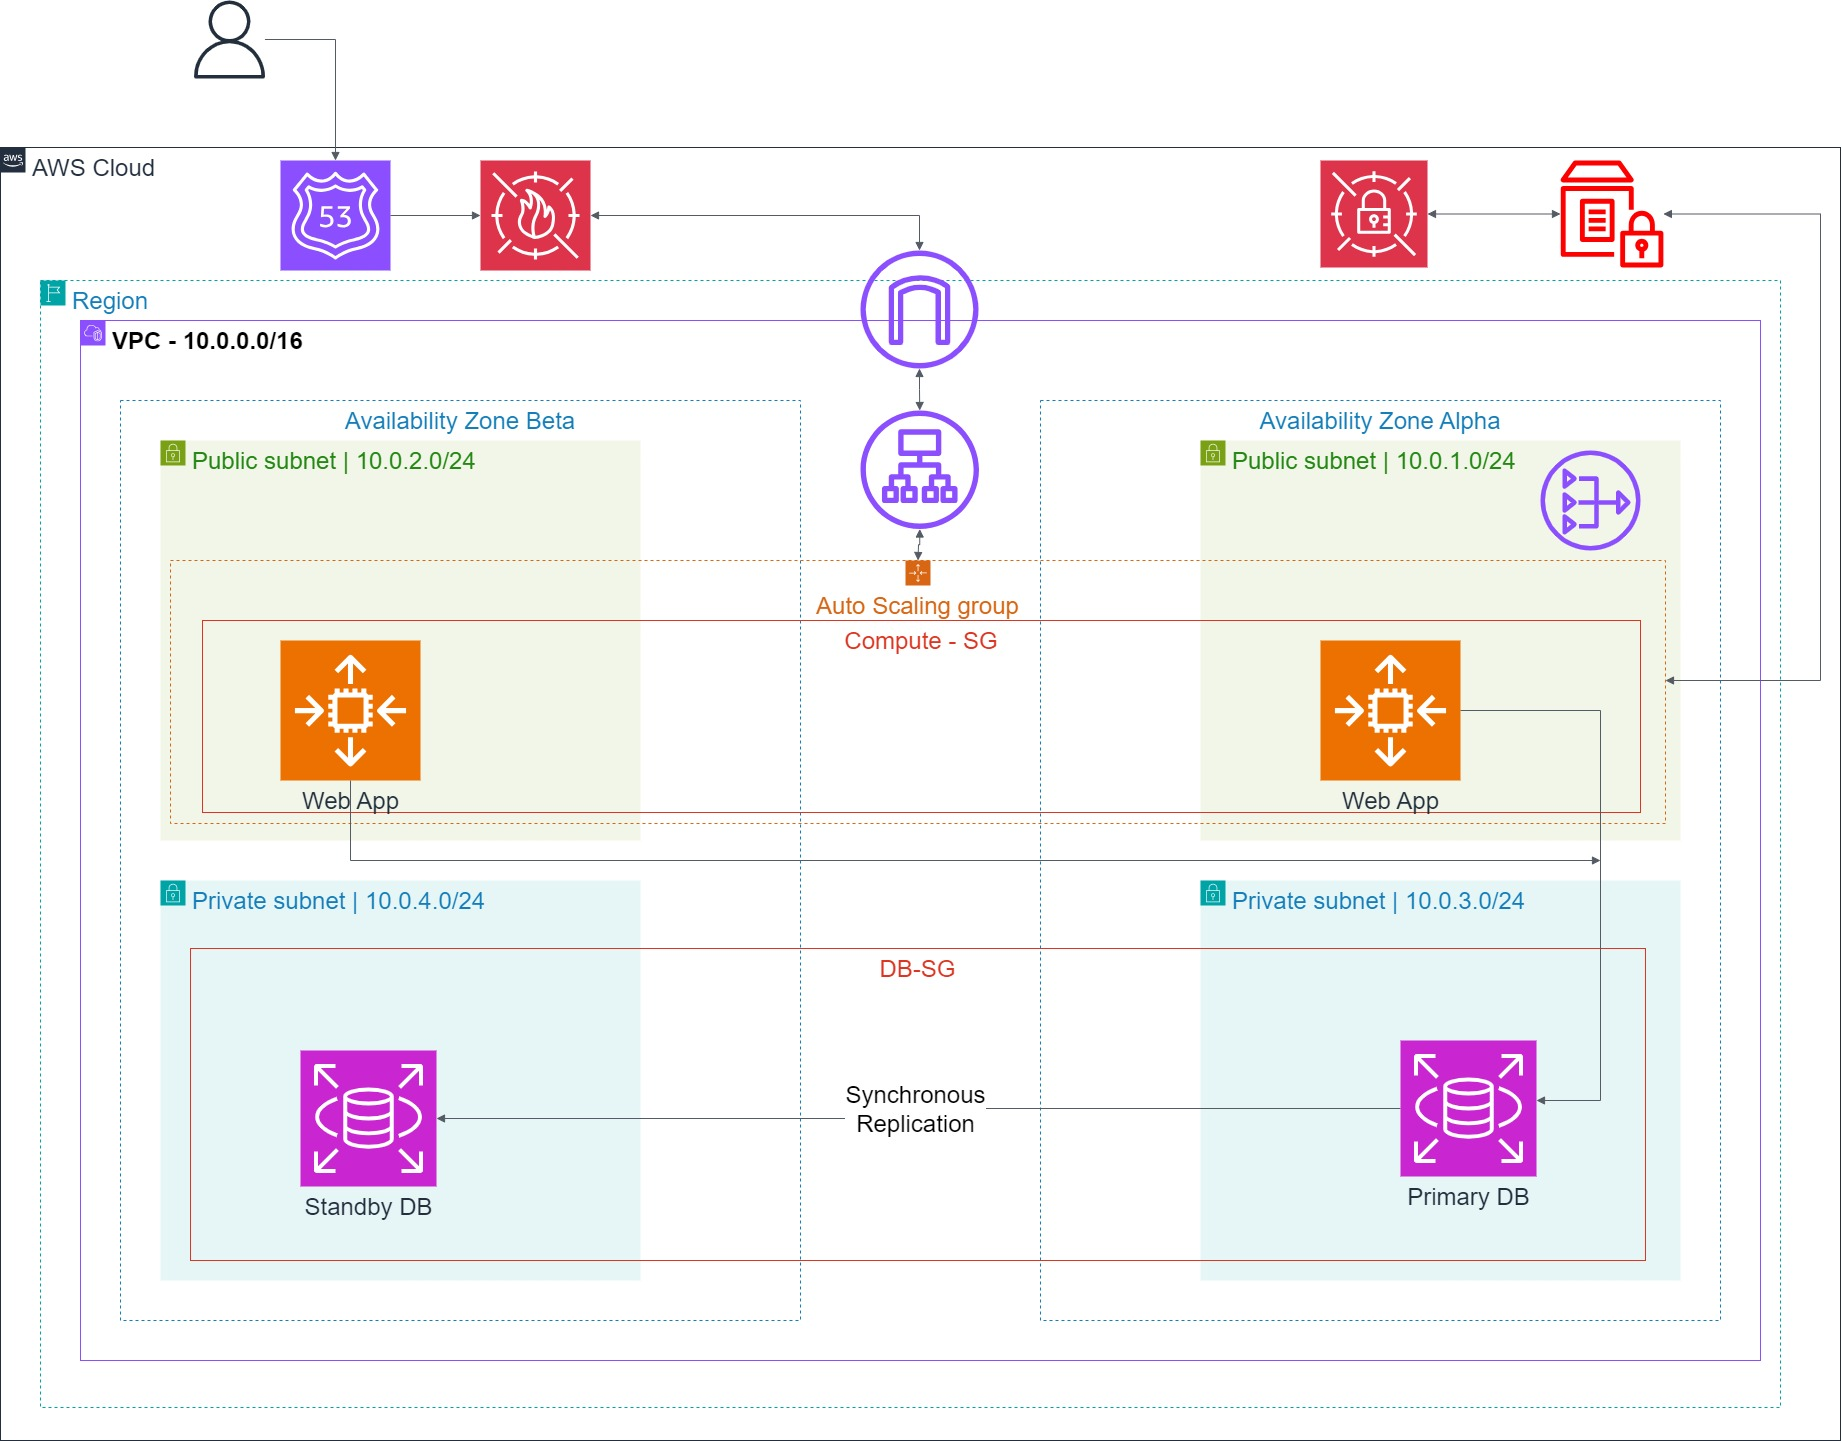 aws
AWS Cloud
53
Region
VPC - 10.0.0.0/16
Availability Zone Beta
Availability Zone Alpha
Public subnet | 10.0.2.0/24
Public subnet | 10.0.1.0/24
Auto Scaling group
Compute - SG
Web App
Web App
Private subnet | 10.0.4.0/24
Private subnet | 10.0.3.0/24
DB-SG
Synchronous
Replication
Standby DB
Primary DB